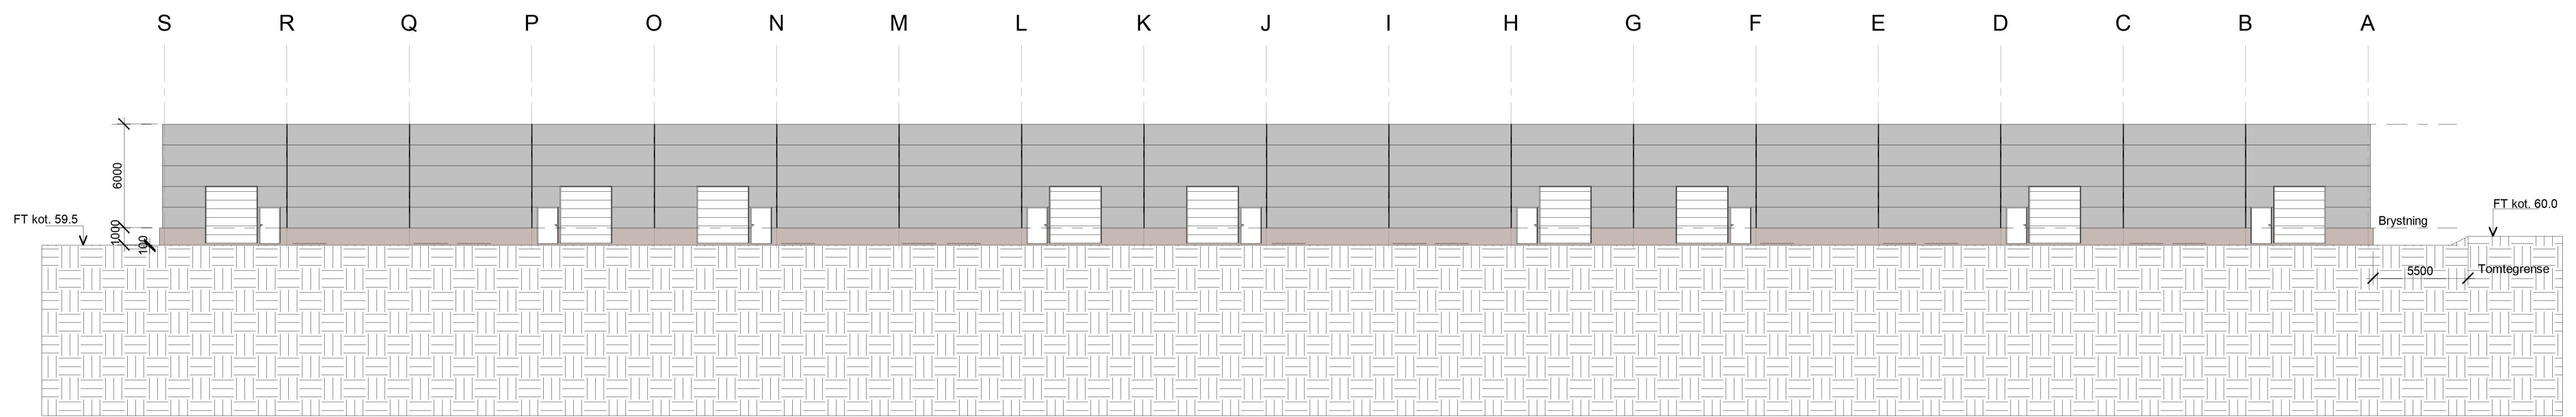 S R Q P O N M L K J I H G F E D C B A
6000
FT kot. 59.5
1000
100
FT kot. 60.0
Brystning
5500
Tomtegrense